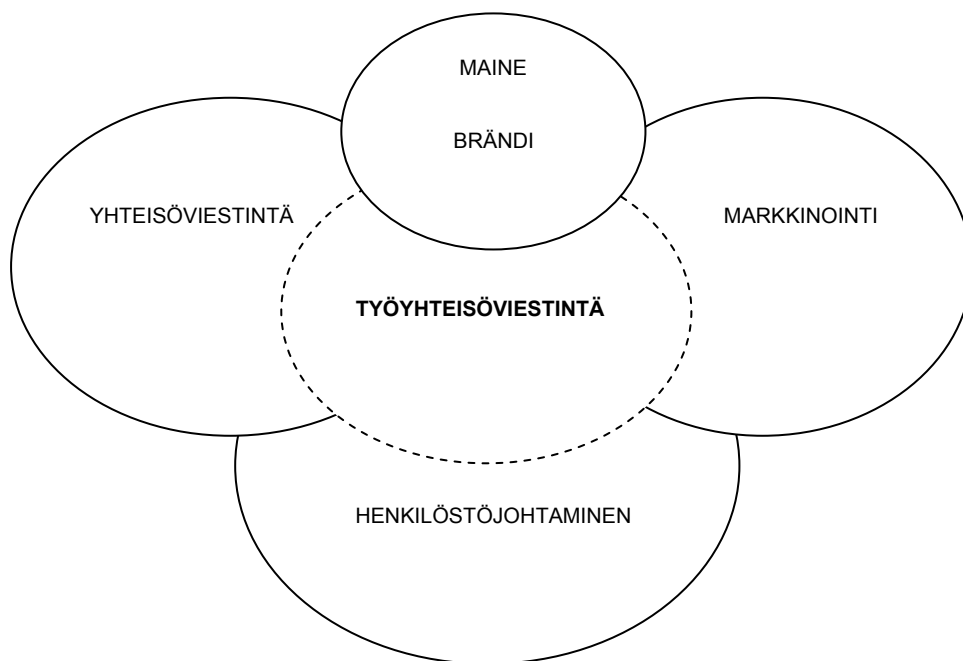 MAINE
BRÄNDI
YHTEISÖVIESTINTÄ
MARKKINOINTI
TYÖYHTEISÖVIESTINTÄ
HENKILÖSTÖJOHTAMINEN